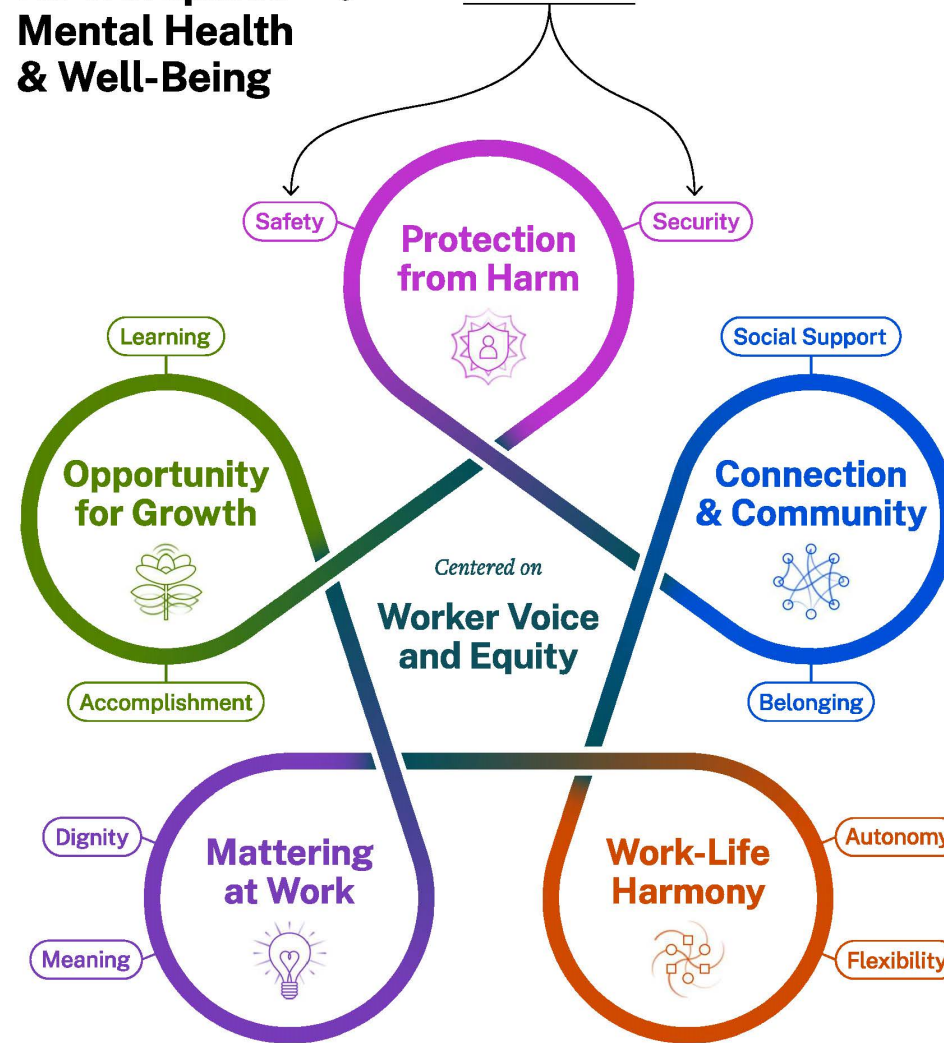 Mental Health
& Well-Being
Safety
Security
Protection
from Harm
Learning
Social Support
Opportunity
for Growth
Connection
& Community
Centered on
Worker Voice
and Equity
Accomplishment
Belonging
Dignity
Autonomy
Mattering
at Work
Work-Life
Harmony
Meaning
Flexibility